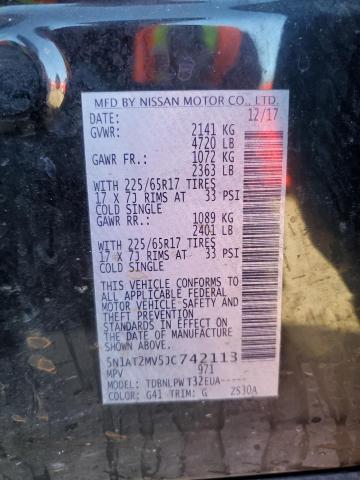 MFD BY NISSAN MOTOR CO., LTD.
DATE: 12/17
GVWR: 2141 KG
4720 LB
GAWR FR.: 1072 KG
2363 LB
WITH 225/65R17 TIRES
17 X 7J RIMS AT 33 PSI
COLD SINGLE
GAWR RR.: 1089 KG
2401 LB
WITH 225/65R17 TIRES
17 X 7J RIMS AT 33 PSI
COLD SINGLE
THIS VEHICLE CONFORMS TO
ALL APPLICABLE FEDERAL
MOTOR VEHICLE SAFETY AND
THEFT PREVENTION
STANDARDS IN EFFECT ON
THE DATE OF MANUFACTURE
SHOWN ABOVE.
5N1AT2MV5JC742113
MPV 971
MODEL: TDBNLPWT32EUA-----
COLOR: G41 TRIM: G ZS30A